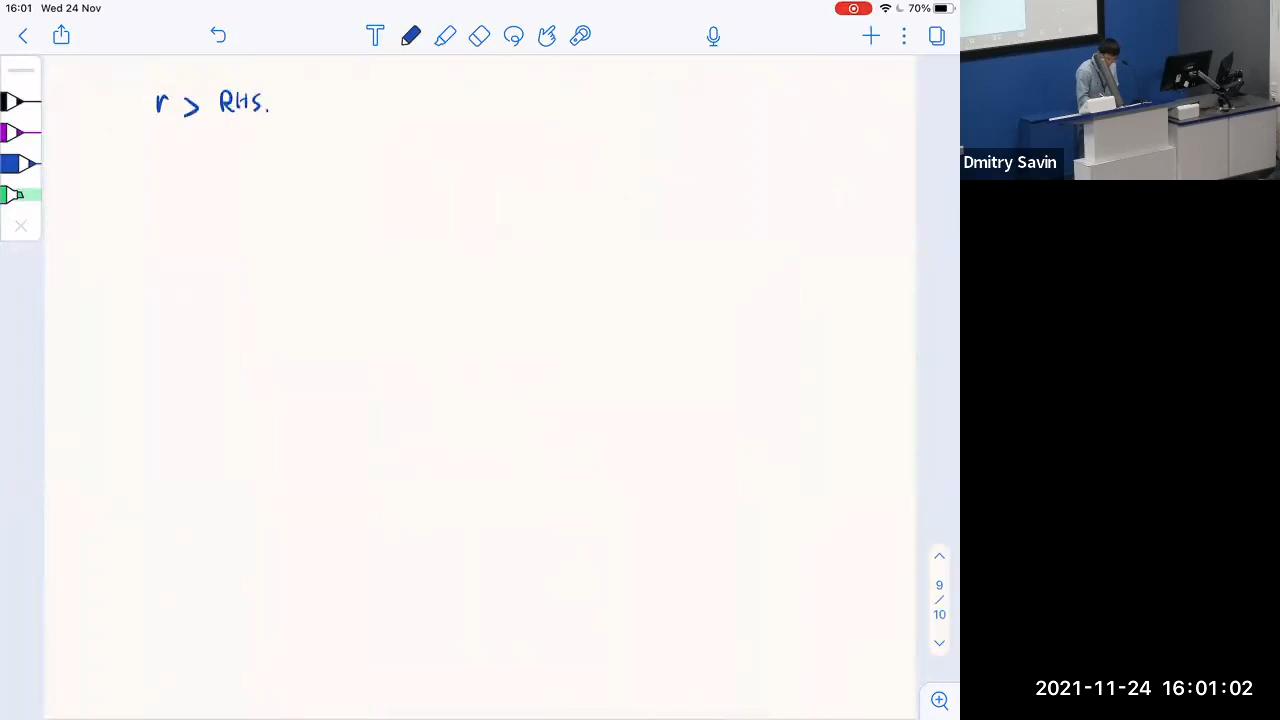 16:01 Wed 24 Nov
70%
T
r > RHS.
Dmitry Savin
9
/
10
2021-11-24 16:01:02